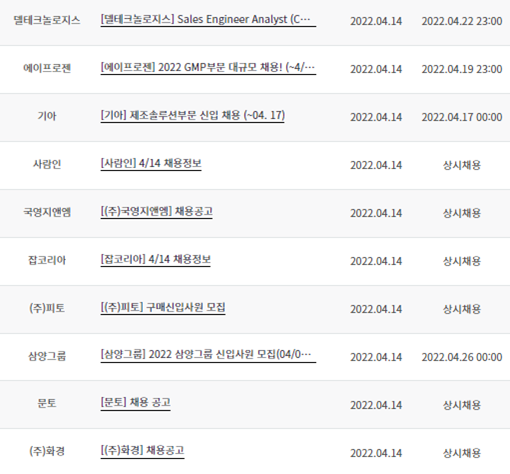 델테크놀로지스 [델테크놀로지스] Sales Engineer Analyst (C··· 2022.04.14 2022.04.22 23:00
에이프로젠 [에이프로젠] 2022 GMP부문 대규모 채용! (~4/··· 2022.04.14 2022.04.19 23:00
기아 [기아] 제조솔루션부문 신입 채용 (~04. 17) 2022.04.14 2022.04.17 00:00
사람인 [사람인] 4/14 채용정보 2022.04.14 상시채용
국영지앤엠 [(주)국영지앤엠] 채용공고 2022.04.14 상시채용
잡코리아 [잡코리아] 4/14 채용정보 2022.04.14 상시채용
(주)피토 [(주)피토] 구매신입사원 모집 2022.04.14 상시채용
삼양그룹 [삼양그룹] 2022 삼양그룹 신입사원 모집(04/0··· 2022.04.14 2022.04.26 00:00
문토 [문토] 채용 공고 2022.04.14 상시채용
(주)화경 [(주)화경] 채용공고 2022.04.14 상시채용